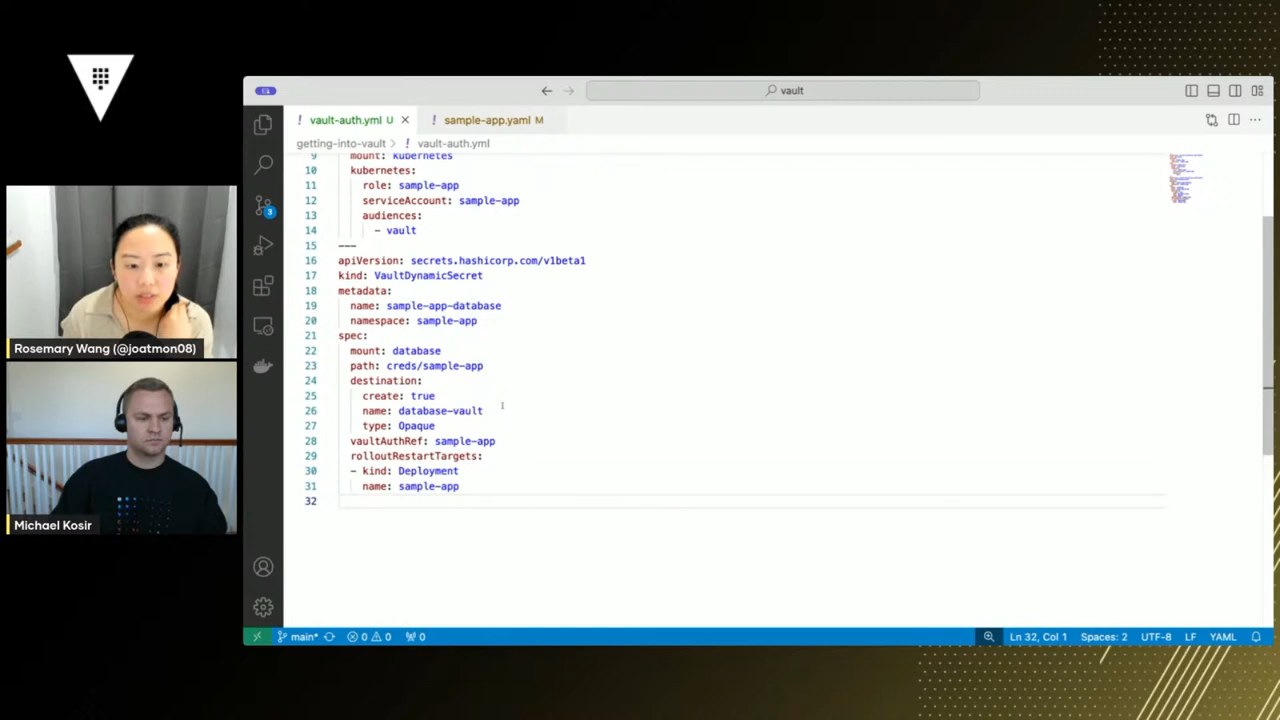 vault
vault-auth.yml U
sample-app.yaml M
getting-into-vault > vault-auth.yml
9 mount: kubernetes
10 kubernetes:
11 role: sample-app
12 serviceAccount: sample-app
13 audiences:
14 - vault
15 ---
16 apiVersion: secrets.hashicorp.com/v1beta1
17 kind: VaultDynamicSecret
18 metadata:
19 name: sample-app-database
20 namespace: sample-app
21 spec:
22 mount: database
23 path: creds/sample-app
24 destination:
25 create: true
26 name: database-vault
27 type: Opaque
28 vaultAuthRef: sample-app
29 rolloutRestartTargets:
30 - kind: Deployment
31 name: sample-app
32
3
Rosemary Wang (@joatmon08)
Michael Kosir
main* 0 0 0 Ln 32, Col 1 Spaces: 2 UTF-8 LF YAML